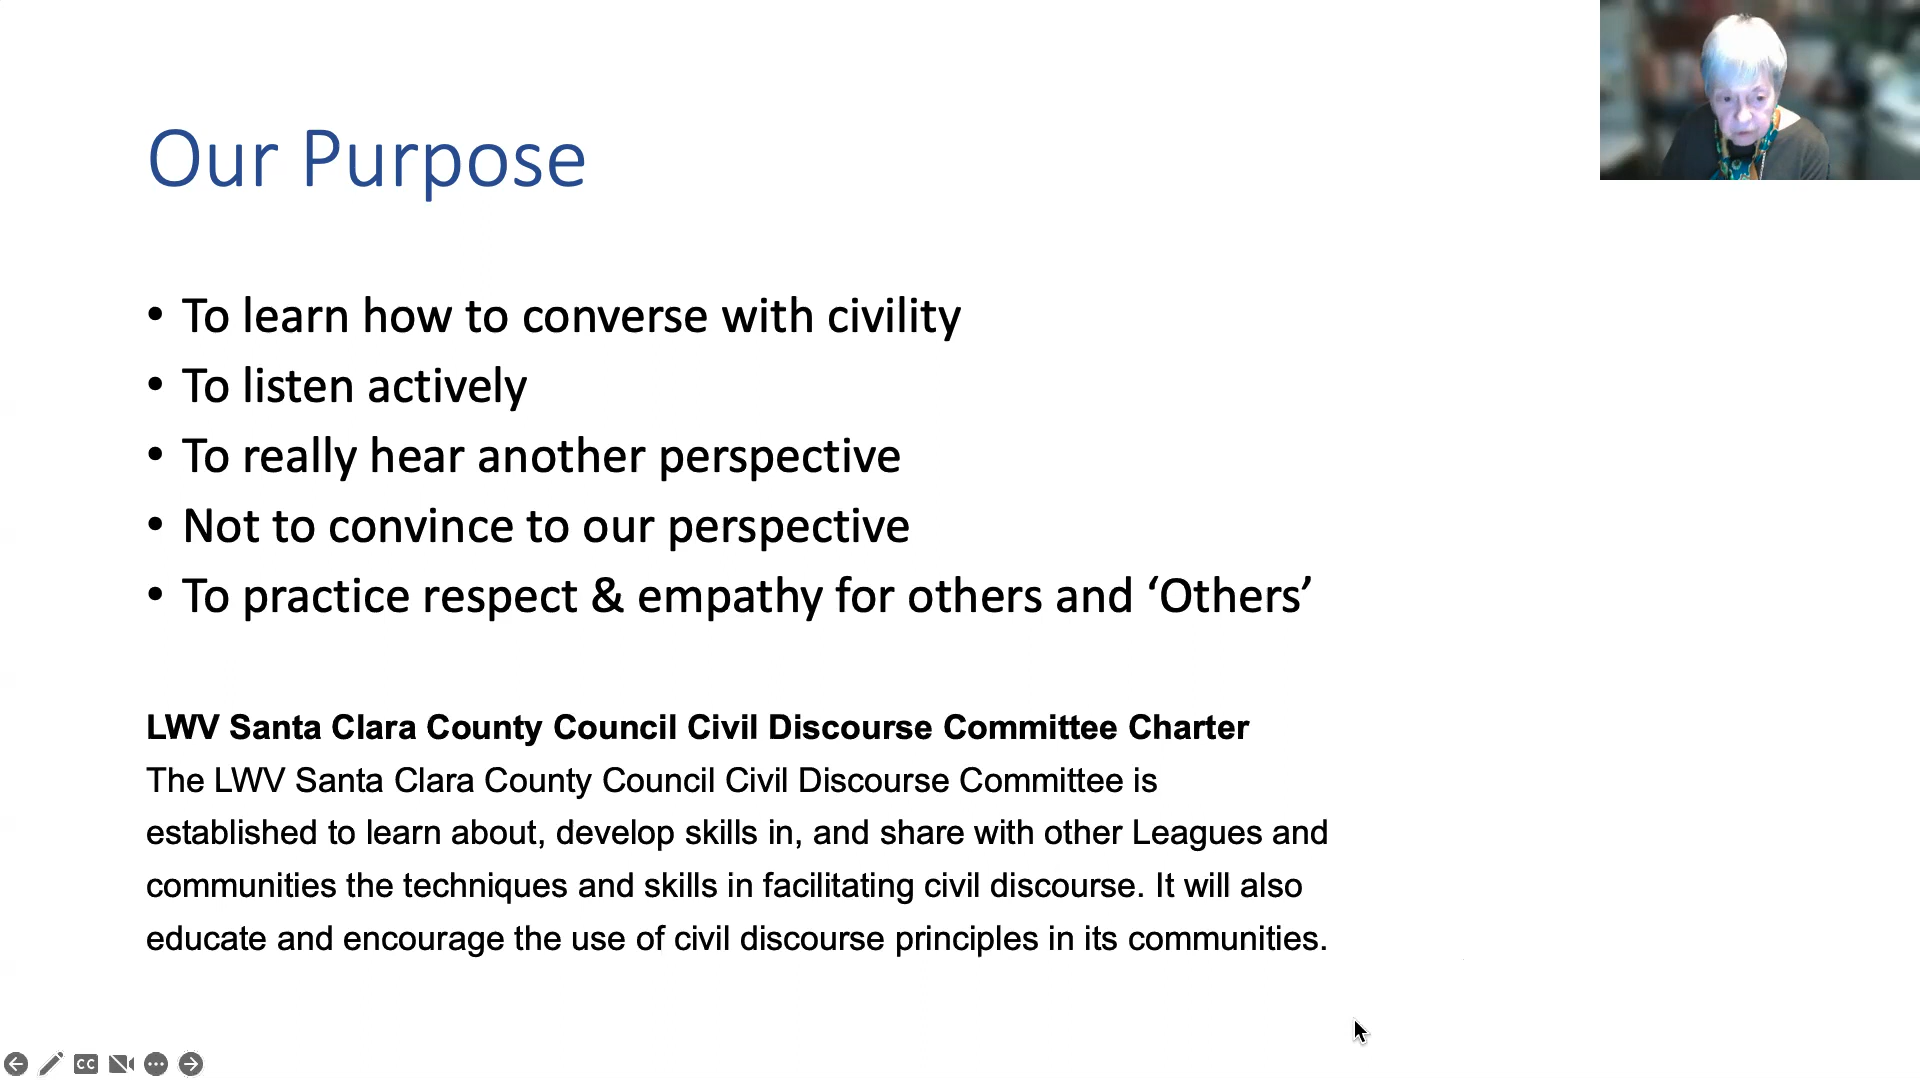 Our Purpose
• To learn how to converse with civility
• To listen actively
• To really hear another perspective
• Not to convince to our perspective
• To practice respect & empathy for others and ‘Others’
LWV Santa Clara County Council Civil Discourse Committee Charter
The LWV Santa Clara County Council Civil Discourse Committee is
established to learn about, develop skills in, and share with other Leagues and
communities the techniques and skills in facilitating civil discourse. It will also
educate and encourage the use of civil discourse principles in its communities.
CC